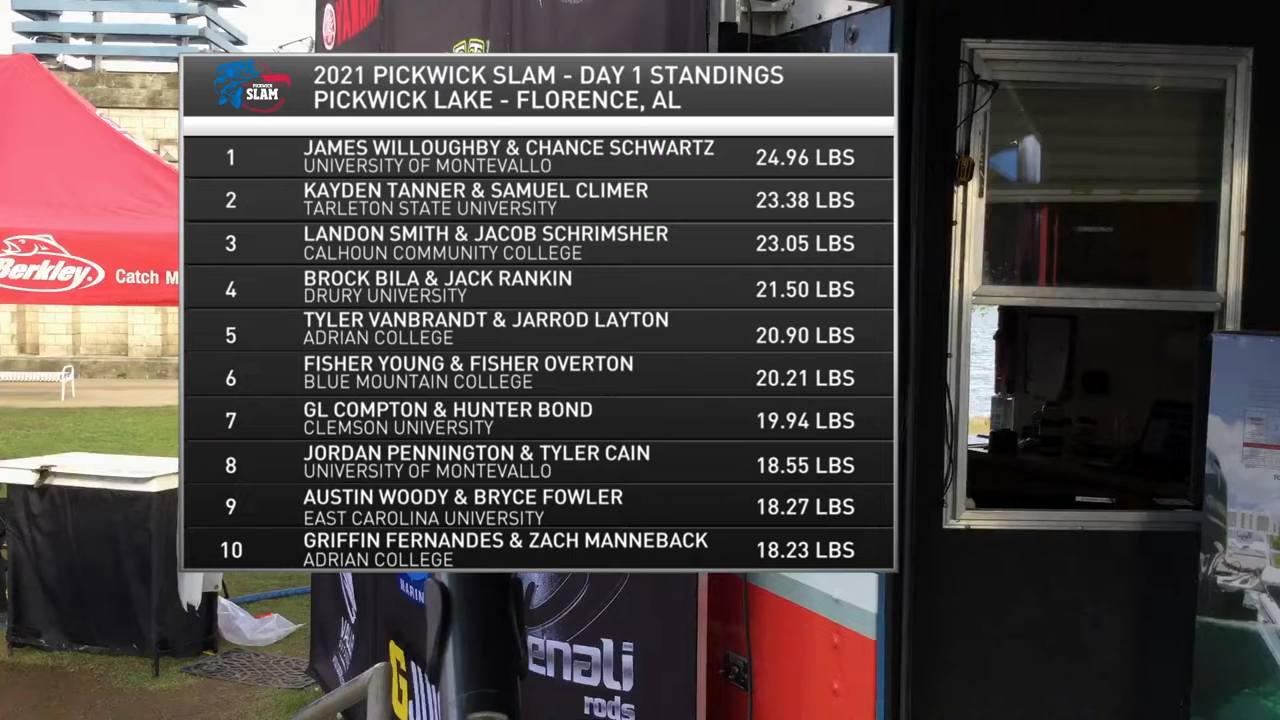 YAMAHA
PICKWICK
SLAM
2021 PICKWICK SLAM - DAY 1 STANDINGS
PICKWICK LAKE - FLORENCE, AL
1
JAMES WILLOUGHBY & CHANCE SCHWARTZ
UNIVERSITY OF MONTEVALLO
24.96 LBS
2
KAYDEN TANNER & SAMUEL CLIMER
TARLETON STATE UNIVERSITY
23.38 LBS
3
LANDON SMITH & JACOB SCHRIMSHER
CALHOUN COMMUNITY COLLEGE
23.05 LBS
4
BROCK BILA & JACK RANKIN
DRURY UNIVERSITY
21.50 LBS
5
TYLER VANBRANDT & JARROD LAYTON
ADRIAN COLLEGE
20.90 LBS
6
FISHER YOUNG & FISHER OVERTON
BLUE MOUNTAIN COLLEGE
20.21 LBS
7
GL COMPTON & HUNTER BOND
CLEMSON UNIVERSITY
19.94 LBS
8
JORDAN PENNINGTON & TYLER CAIN
UNIVERSITY OF MONTEVALLO
18.55 LBS
9
AUSTIN WOODY & BRYCE FOWLER
EAST CAROLINA UNIVERSITY
18.27 LBS
10
GRIFFIN FERNANDES & ZACH MANNEBACK
ADRIAN COLLEGE
18.23 LBS
Berkley
Catch M
MARIN
enali
rods